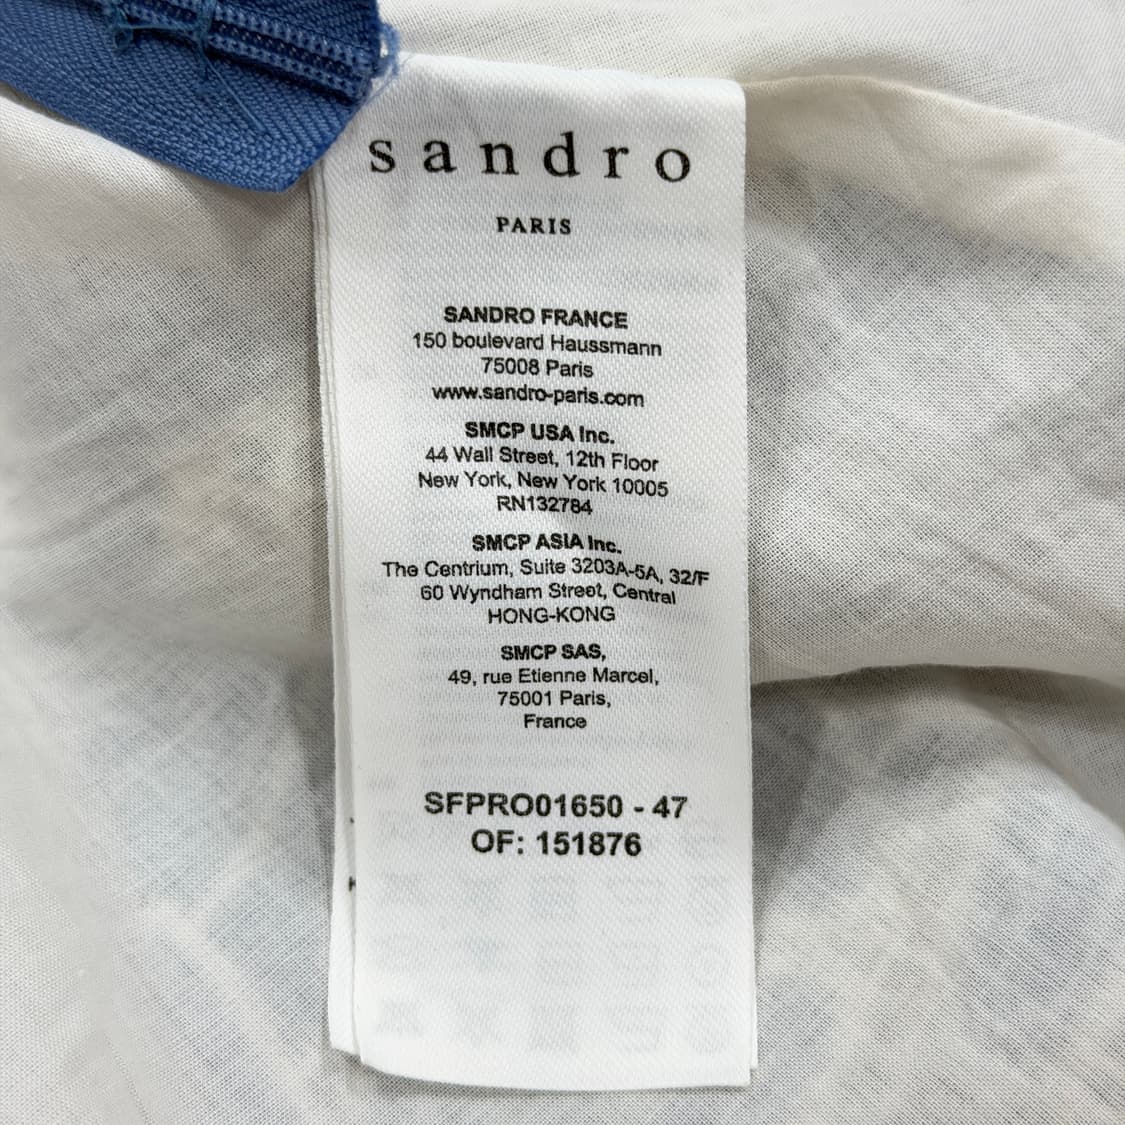 sandro
PARIS
SANDRO FRANCE
150 boulevard Haussmann
75008 Paris
www.sandro-paris.com
SMCP USA Inc.
44 Wall Street, 12th Floor
New York, New York 10005
RN132784
SMCP ASIA Inc.
The Centrium, Suite 3203A-5A, 32/F
60 Wyndham Street, Central
HONG-KONG
SMCP SAS,
49, rue Etienne Marcel,
75001 Paris,
France
SFPRO01650 - 47
OF: 151876